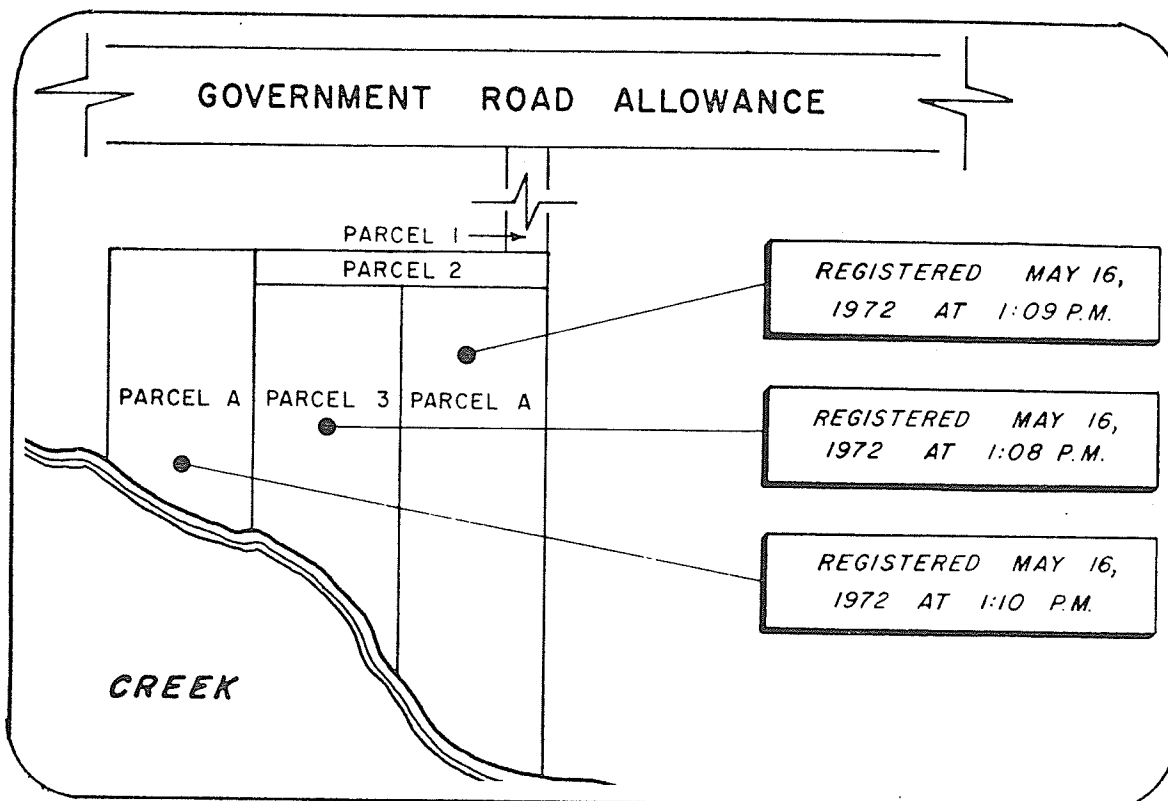 GOVERNMENT ROAD ALLOWANCE
PARCEL 1
PARCEL 2
PARCEL A
PARCEL 3
PARCEL A
REGISTERED MAY 16,
1972 AT 1:09 P.M.
REGISTERED MAY 16,
1972 AT 1:08 P.M.
REGISTERED MAY 16,
1972 AT 1:10 P.M.
CREEK